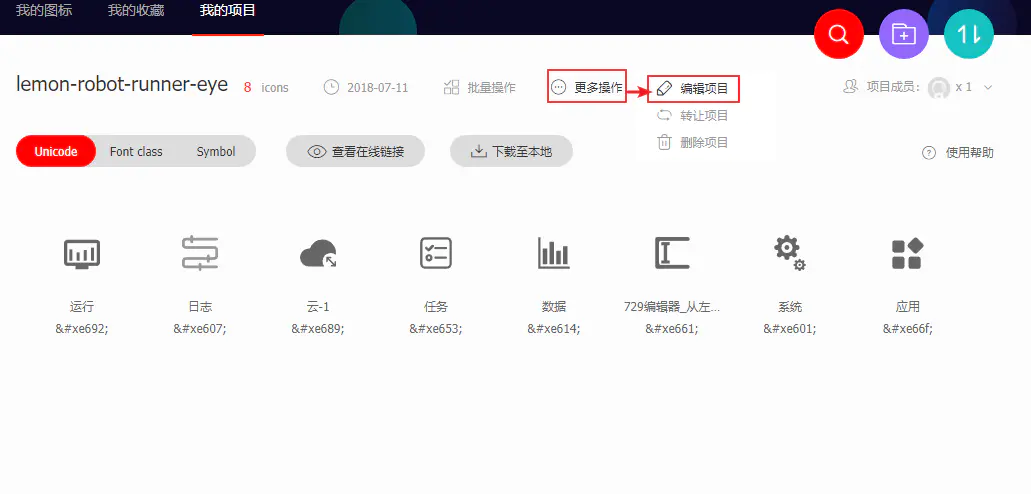 我的图标 我的收藏 我的项目
lemon-robot-runner-eye 8 icons 2018-07-11 批量操作 更多操作 编辑项目 项目成员: x 1
转让项目
删除项目
Unicode Font class Symbol 查看在线链接 下载至本地 使用帮助
运行 日志 云-1 任务 数据 729编辑器_从左... 系统 应用
&#xe692; &#xe607; &#xe689; &#xe653; &#xe614; &#xe661; &#xe601; &#xe66f;